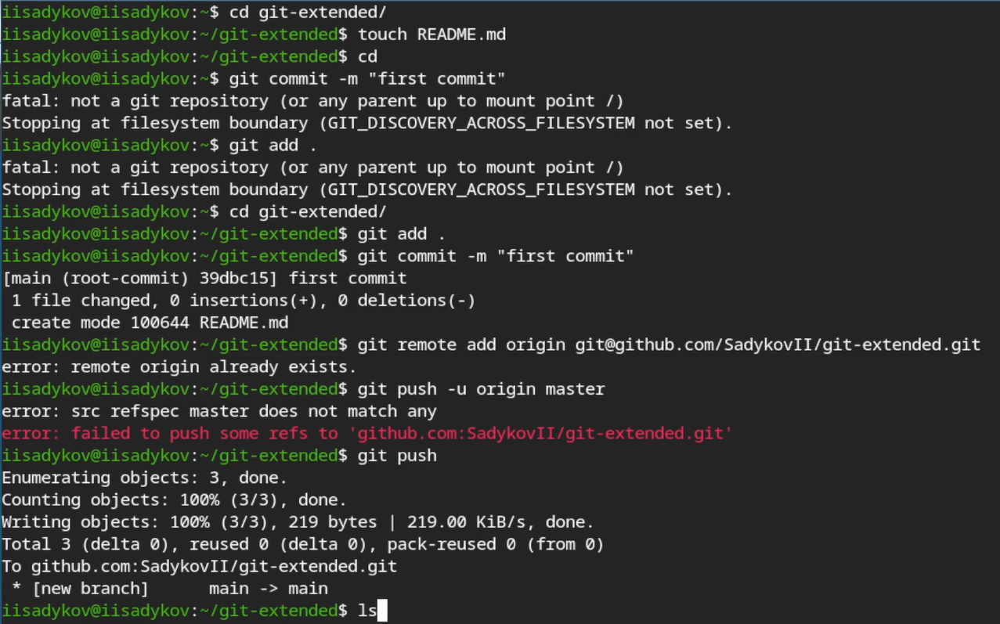 iisadykov@iisadykov:~$ cd git-extended/
iisadykov@iisadykov:~/git-extended$ touch README.md
iisadykov@iisadykov:~/git-extended$ cd
iisadykov@iisadykov:~$ git commit -m "first commit"
fatal: not a git repository (or any parent up to mount point /)
Stopping at filesystem boundary (GIT_DISCOVERY_ACROSS_FILESYSTEM not set).
iisadykov@iisadykov:~$ git add .
fatal: not a git repository (or any parent up to mount point /)
Stopping at filesystem boundary (GIT_DISCOVERY_ACROSS_FILESYSTEM not set).
iisadykov@iisadykov:~$ cd git-extended/
iisadykov@iisadykov:~/git-extended$ git add .
iisadykov@iisadykov:~/git-extended$ git commit -m "first commit"
[main (root-commit) 39dbc15] first commit
 1 file changed, 0 insertions(+), 0 deletions(-)
 create mode 100644 README.md
iisadykov@iisadykov:~/git-extended$ git remote add origin git@github.com/SadykovII/git-extended.git
error: remote origin already exists.
iisadykov@iisadykov:~/git-extended$ git push -u origin master
error: src refspec master does not match any
error: failed to push some refs to 'github.com:SadykovII/git-extended.git'
iisadykov@iisadykov:~/git-extended$ git push
Enumerating objects: 3, done.
Counting objects: 100% (3/3), done.
Writing objects: 100% (3/3), 219 bytes | 219.00 KiB/s, done.
Total 3 (delta 0), reused 0 (delta 0), pack-reused 0 (from 0)
To github.com:SadykovII/git-extended.git
 * [new branch]      main -> main
iisadykov@iisadykov:~/git-extended$ ls